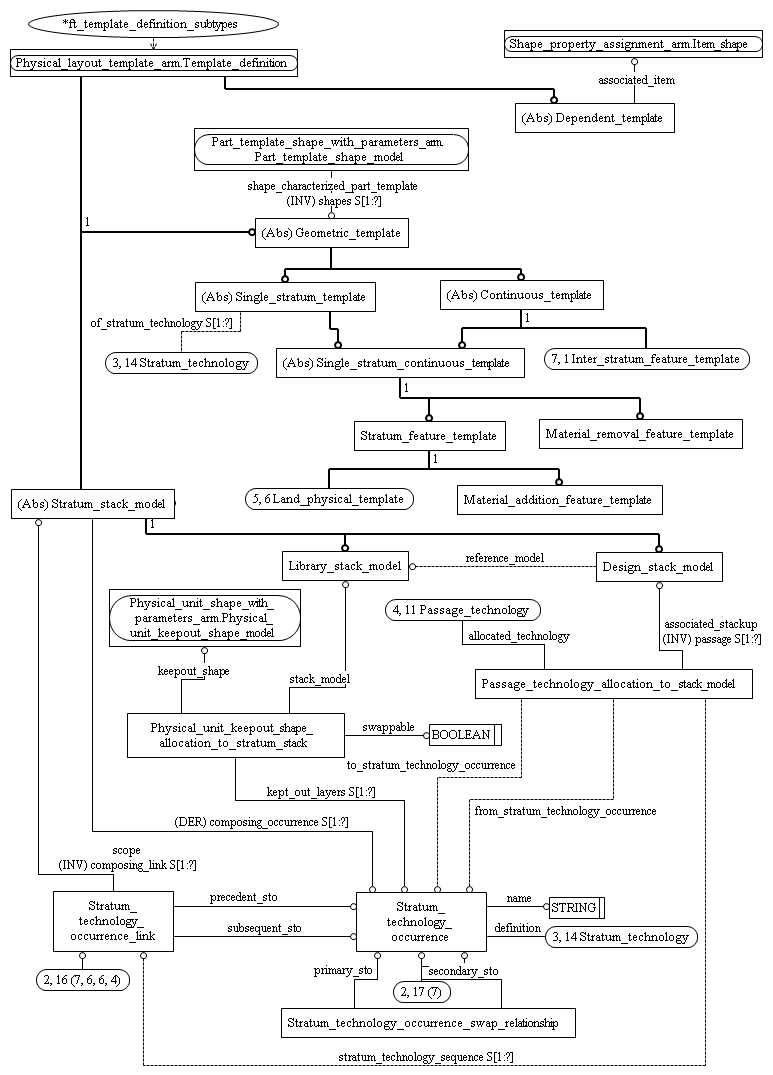 *ft_template_definition_subtypes
Physical_layout_template_arm.Template_definition
Shape_property_assignment_arm.Item_shape
associated_item
(Abs) Dependent_template
Part_template_shape_with_parameters_arm.
Part_template_shape_model
shape_characterized_part_template
(INV) shapes S[1:?]
1
(Abs) Geometric_template
(Abs) Single_stratum_template
(Abs) Continuous_template
of_stratum_technology S[1:?]
1
3, 14 Stratum_technology
(Abs) Single_stratum_continuous_template
7, 1 Inter_stratum_feature_template
1
Stratum_feature_template
Material_removal_feature_template
1
5, 6 Land_physical_template
Material_addition_feature_template
(Abs) Stratum_stack_model
1
Library_stack_model
reference_model
Design_stack_model
Physical_unit_shape_with_
parameters_arm.Physical_
unit_keepout_shape_model
4, 11 Passage_technology
associated_stackup
(INV) passage S[1:?]
allocated_technology
keepout_shape
stack_model
Passage_technology_allocation_to_stack_model
Physical_unit_keepout_shape_
allocation_to_stratum_stack
swappable
BOOLEAN
to_stratum_technology_occurrence
kept_out_layers S[1:?]
from_stratum_technology_occurrence
(DER) composing_occurrence S[1:?]
scope
(INV) composing_link S[1:?]
Stratum_
technology_
occurrence_link
precedent_sto
subsequent_sto
Stratum_
technology_
occurrence
name
STRING
definition
3, 14 Stratum_technology
2, 16 (7, 6, 6, 4)
primary_sto
secondary_sto
2, 17 (7)
Stratum_technology_occurrence_swap_relationship
stratum_technology_sequence S[1:?]